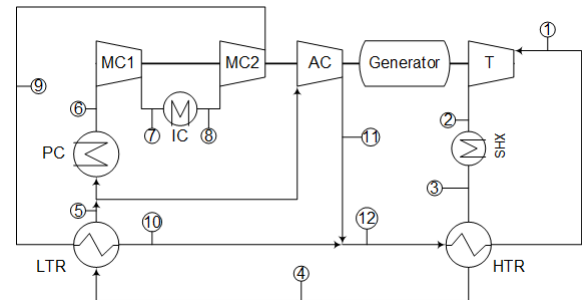 1
MC1
MC2
AC
Generator
T
9
2
6
7
IC
8
11
SHX
PC
3
5
10
12
LTR
4
HTR